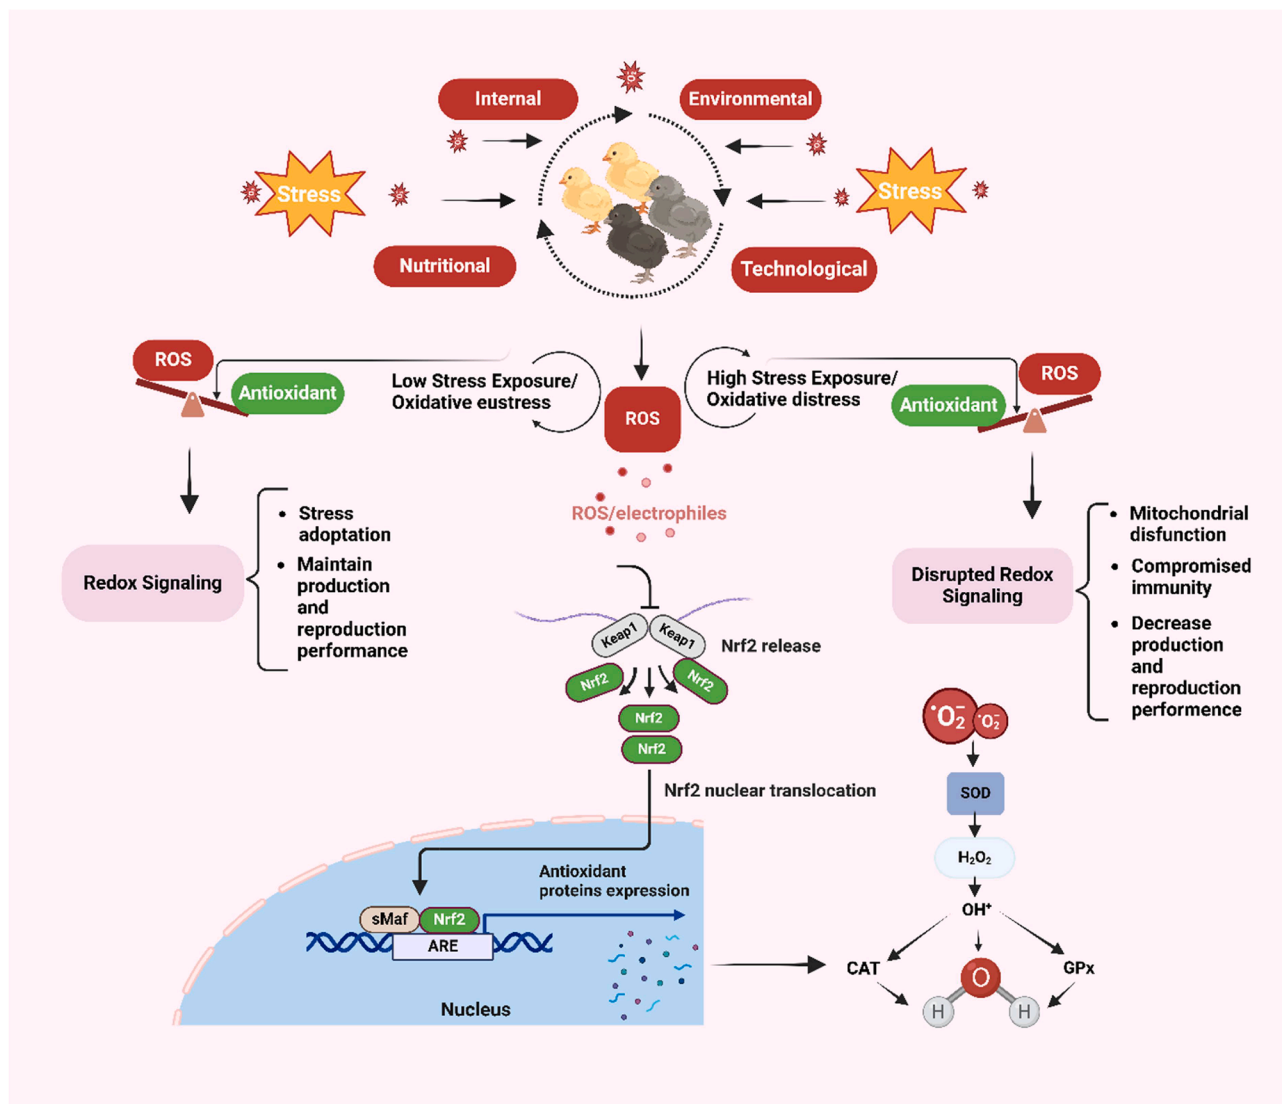 Internal
Environmental
Stress
Stress
Nutritional
Technological
ROS
Antioxidant
Low Stress Exposure/
Oxidative eustress
ROS
High Stress Exposure/
Oxidative distress
ROS
Antioxidant
ROS/electrophiles
Redox Signaling
• Stress
adoptation
• Maintain
production
and
reproduction
performance
Disrupted Redox
Signaling
• Mitochondrial
disfunction
• Compromised
immunity
• Decrease
production
and
reproduction
performence
Keap1
Keap1
Nrf2 release
Nrf2
Nrf2
Nrf2
Nrf2
Nrf2 nuclear translocation
Antioxidant
proteins expression
sMaf
Nrf2
ARE
Nucleus
•O₂⁻
•O₂⁻
SOD
H₂O₂
OH⁺
CAT
GPx
O
H
H